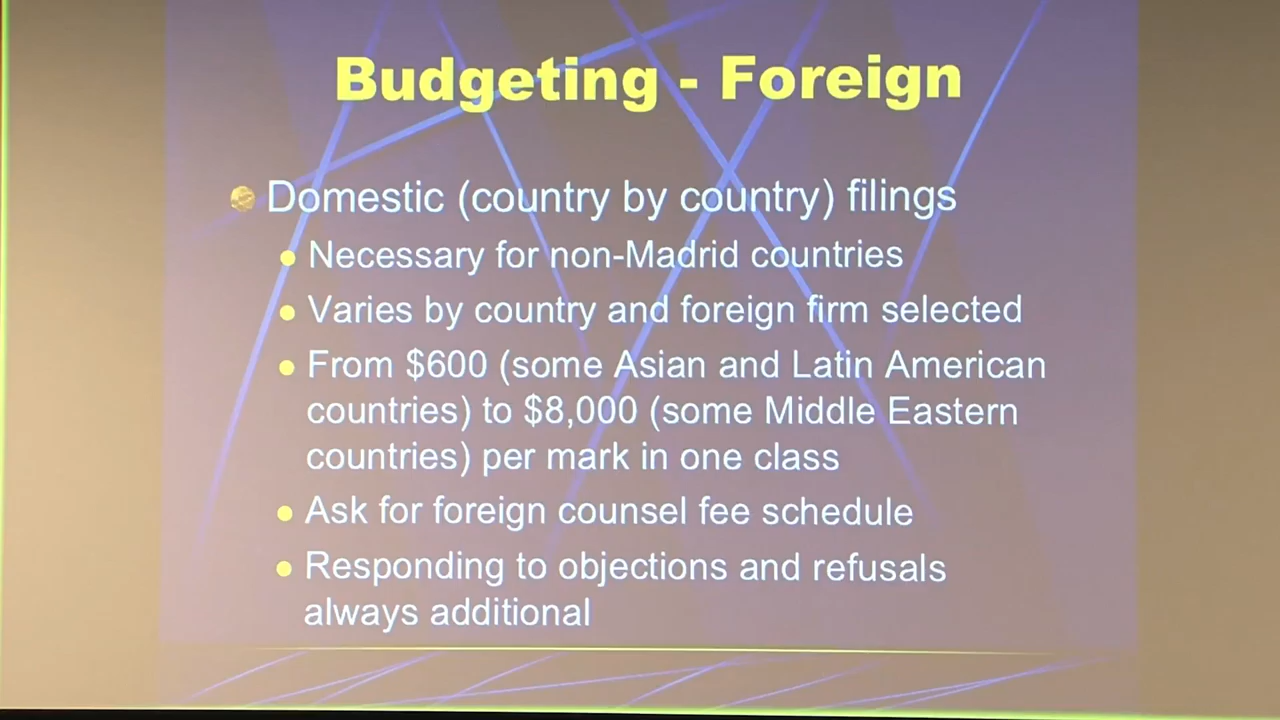 Budgeting - Foreign
Domestic (country by country) filings
Necessary for non-Madrid countries
Varies by country and foreign firm selected
From $600 (some Asian and Latin American
countries) to $8,000 (some Middle Eastern
countries) per mark in one class
Ask for foreign counsel fee schedule
Responding to objections and refusals
always additional